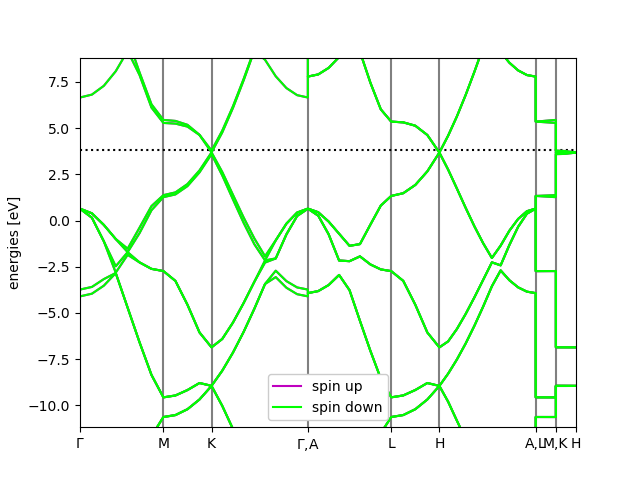 7.5
5.0
2.5
0.0
−2.5
−5.0
−7.5
−10.0
energies [eV]
spin up
spin down
Γ M K Γ,A L H A,LM,K H